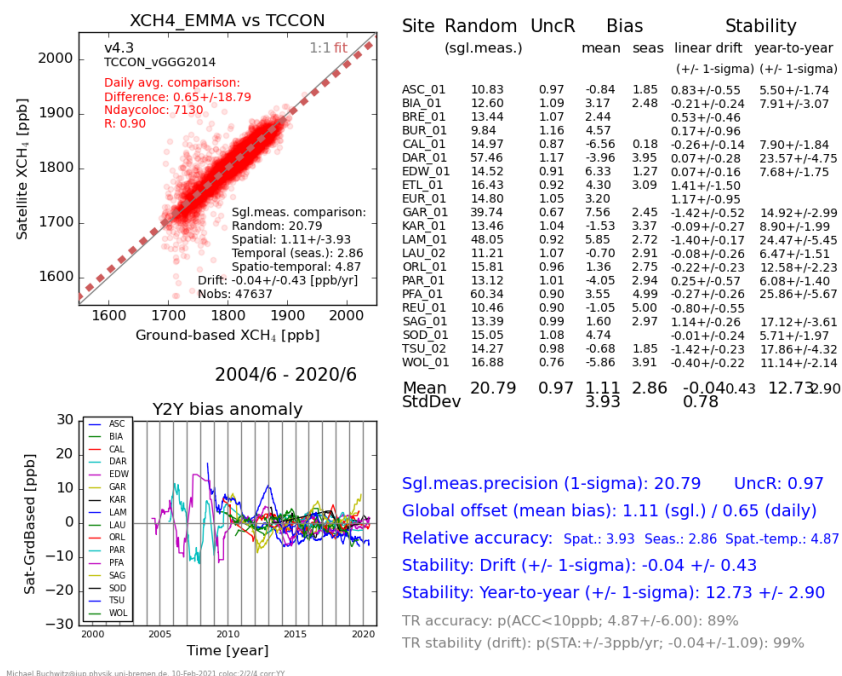 XCH4_EMMA vs TCCON
v4.3
TCCON_vGGG2014
1:1 fit
Daily avg. comparison:
Difference: 0.65+/-18.79
Ndaycoloc: 7130
R: 0.90
Sgl.meas. comparison:
Random: 20.79
Spatial: 1.11+/-3.93
Temporal (seas.): 2.86
Spatio-temporal: 4.87
Drift: -0.04+/-0.43 [ppb/yr]
Nobs: 47637
2000
1900
1800
1700
1600
Satellite XCH4 [ppb]
1600 1700 1800 1900 2000
Ground-based XCH4 [ppb]
2004/6 - 2020/6
Y2Y bias anomaly
30
20
10
0
−10
−20
−30
Sat-GrdBased [ppb]
ASC
BIA
CAL
DAR
EDW
GAR
KAR
LAM
LAU
ORL
PAR
PFA
SAG
SOD
TSU
WOL
2000 2005 2010 2015 2020
Time [year]
Site Random UncR Bias Stability
(sgl.meas.) mean seas linear drift year-to-year
(+/- 1-sigma) (+/- 1-sigma)
ASC_01 10.83 0.97 -0.84 1.85 0.83+/-0.55 5.50+/-1.74
BIA_01 12.60 1.09 3.17 2.48 -0.21+/-0.24 7.91+/-3.07
BRE_01 13.44 1.07 2.44 0.53+/-0.46
BUR_01 9.84 1.16 4.57 0.17+/-0.96
CAL_01 14.97 0.87 -6.56 0.18 -0.26+/-0.14 7.90+/-1.84
DAR_01 57.46 1.17 -3.96 3.95 0.07+/-0.28 23.57+/-4.75
EDW_01 14.52 0.91 6.33 1.27 0.07+/-0.16 7.68+/-1.75
ETL_01 16.43 0.92 4.30 3.09 1.41+/-1.50
EUR_01 14.80 1.05 3.20 1.17+/-0.95
GAR_01 39.74 0.67 7.56 2.45 -1.42+/-0.52 14.92+/-2.99
KAR_01 13.46 1.04 -1.53 3.37 -0.09+/-0.27 8.90+/-1.99
LAM_01 48.05 0.92 5.85 2.72 -1.40+/-0.17 24.47+/-5.45
LAU_02 11.21 1.07 -0.70 2.91 -0.08+/-0.26 6.47+/-1.51
ORL_01 15.81 0.96 1.36 2.75 -0.22+/-0.23 12.58+/-2.23
PAR_01 13.12 1.01 -4.05 2.94 0.25+/-0.57 6.08+/-1.40
PFA_01 60.34 0.90 3.55 4.99 -0.27+/-0.26 25.86+/-5.67
REU_01 10.46 0.90 -1.05 5.00 -0.80+/-0.55
SAG_01 13.39 0.99 1.60 2.97 1.14+/-0.26 17.12+/-3.61
SOD_01 15.05 1.08 4.74 -0.01+/-0.24 5.71+/-1.97
TSU_02 14.27 0.98 -0.68 1.85 -1.42+/-0.23 17.86+/-4.32
WOL_01 16.88 0.76 -5.86 3.91 -0.40+/-0.22 11.14+/-2.14
Mean 20.79 0.97 1.11 2.86 -0.04 0.43 12.73 2.90
StdDev 3.93 0.78
Sgl.meas.precision (1-sigma): 20.79 UncR: 0.97
Global offset (mean bias): 1.11 (sgl.) / 0.65 (daily)
Relative accuracy: Spat.: 3.93 Seas.: 2.86 Spat.-temp.: 4.87
Stability: Drift (+/- 1-sigma): -0.04 +/- 0.43
Stability: Year-to-year (+/- 1-sigma): 12.73 +/- 2.90
TR accuracy: p(ACC<10ppb; 4.87+/-6.00): 89%
TR stability (drift): p(STA:+/-3ppb/yr; -0.04+/-1.09): 99%
Michael.Buchwitz@iup.physik.uni-bremen.de, 10-Feb-2021 coloc:2/2/4 corr:YY